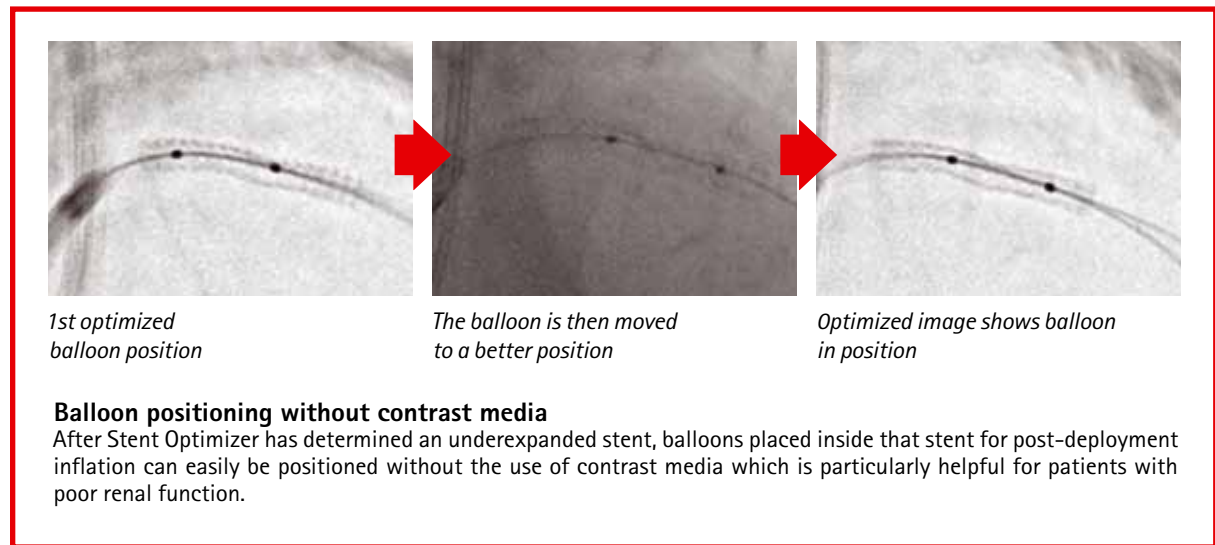 1st optimized
balloon position
The balloon is then moved
to a better position
Optimized image shows balloon
in position
Balloon positioning without contrast media
After Stent Optimizer has determined an underexpanded stent, balloons placed inside that stent for post-deployment
inflation can easily be positioned without the use of contrast media which is particularly helpful for patients with
poor renal function.